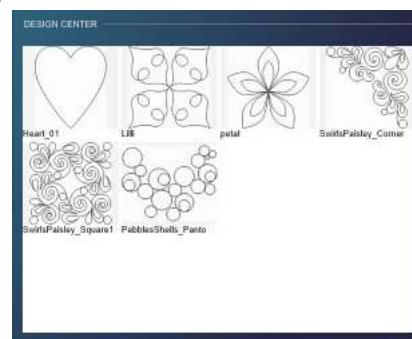 DESIGN CENTER
Heart_01
Lilli
petal
SwirlsPaisley_Corner
SwirlsPaisley_Square1
PebblesShells_Panto